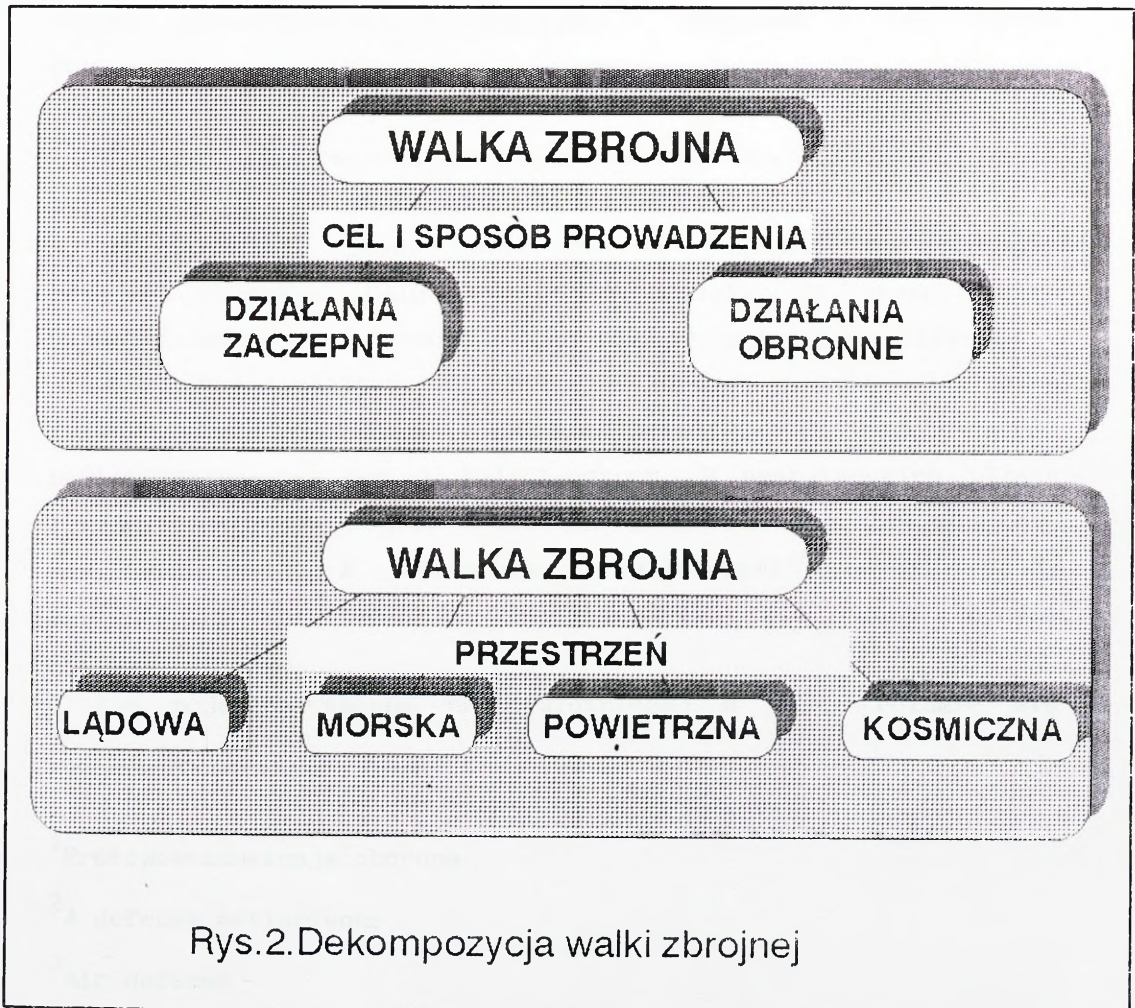 WALKA ZBROJNA
CEL I SPOSÒB PROWADZENIA
DZIAŁANIA
ZACZEPNE
DZIAŁANIA
OBRONNE
WALKA ZBROJNA
PRZESTRZEŃ
LĄDOWA MORSKA POWIETRZNA KOSMICZNA
Rys.2.Dekompozycja walki zbrojnej